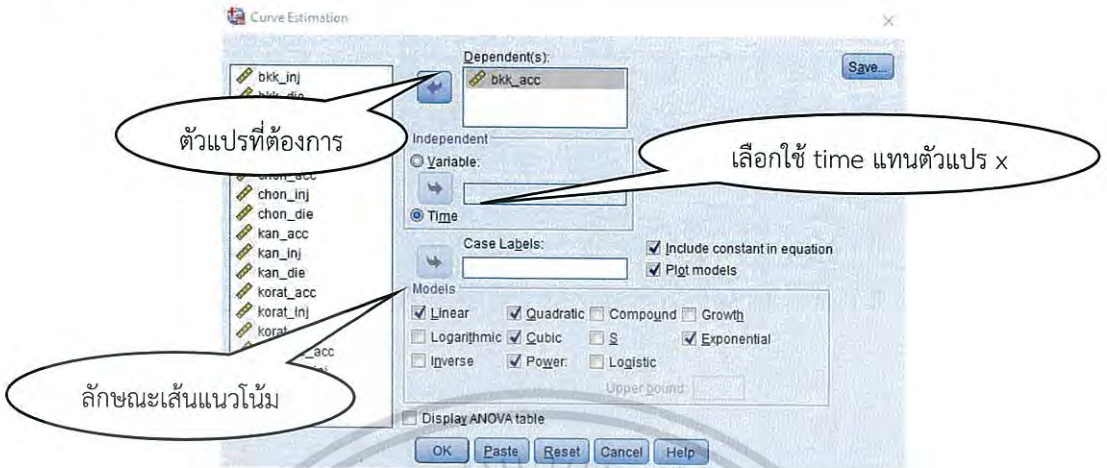 Curve Estimation
Dependent(s):
bkk_acc
Save...
bkk_inj
bkk_die
ตัวแปรที่ต้องการ
Independent
Variable:
เลือกใช้ time แทนตัวแปร x
chon_acc
chon_inj
chon_die
Time
kan_acc
kan_inj
kan_die
korat_acc
korat_inj
korat
_acc
Case Labels:
Include constant in equation
Plot models
Models
Linear Quadratic Compound Growth
Logarithmic Cubic S Exponential
Inverse Power: Logistic
Upper bound:
ลักษณะเส้นแนวโน้ม
Display ANOVA table
OK Paste Reset Cancel Help